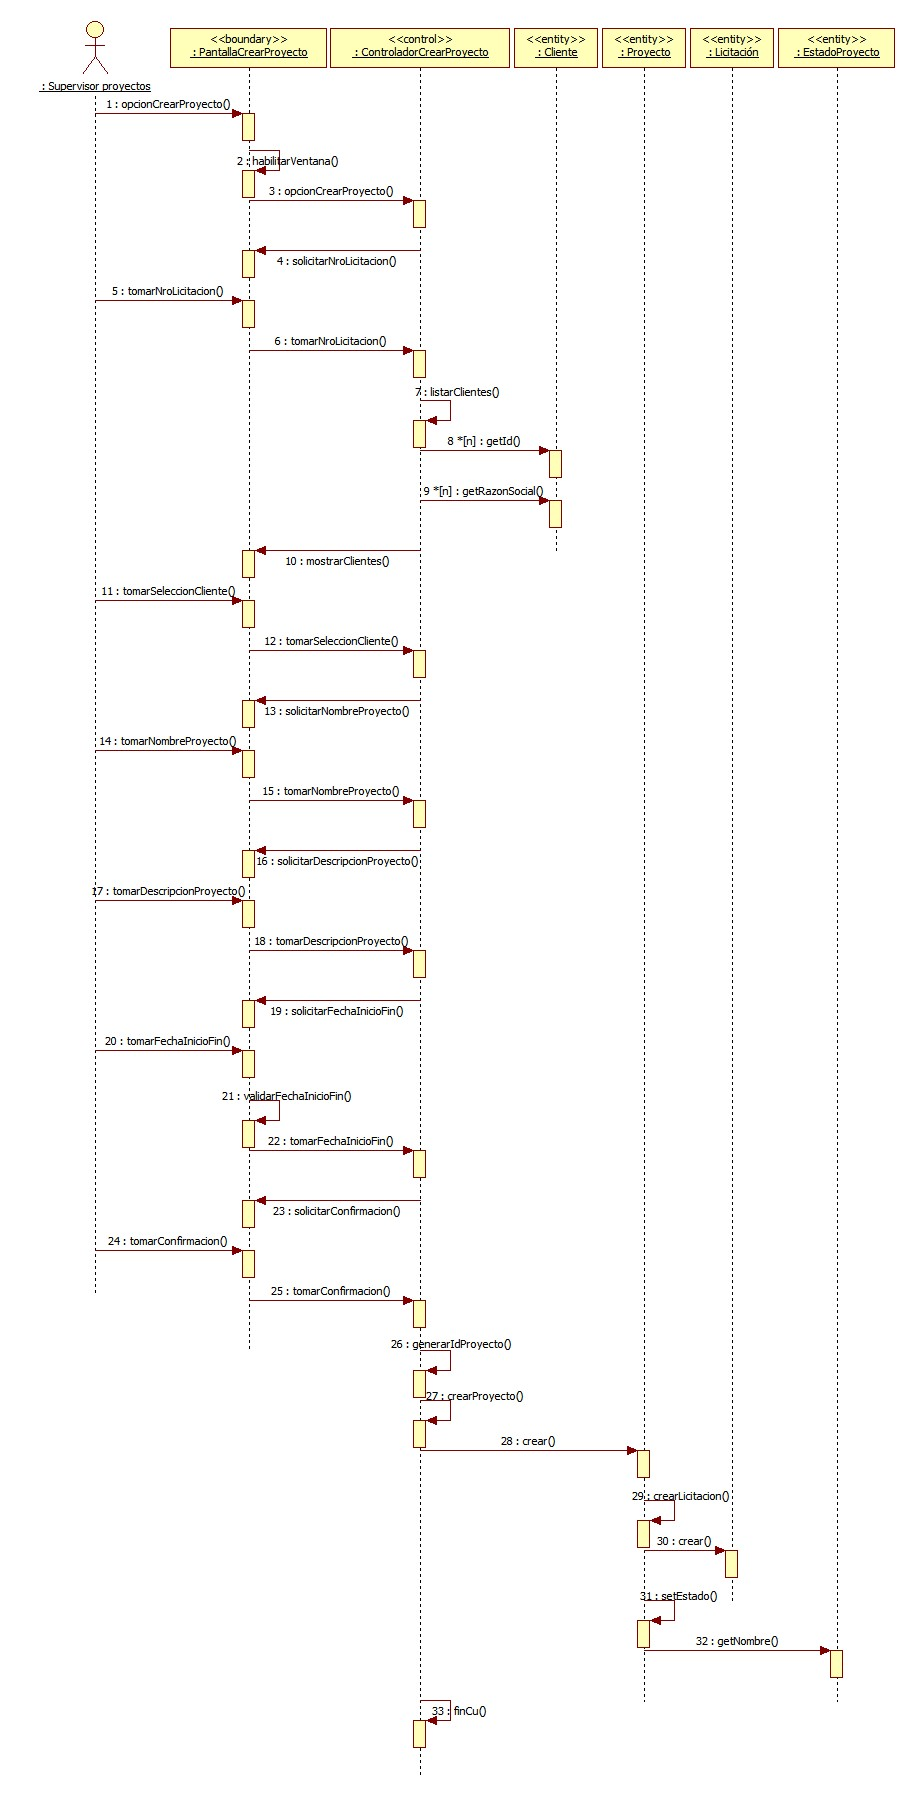 <<boundary>>
: PantallaCrearProyecto
<<control>>
: ControladorCrearProyecto
<<entity>>
: Cliente
<<entity>>
: Proyecto
<<entity>>
: Licitación
<<entity>>
: EstadoProyecto
: Supervisor proyectos
1 : opcionCrearProyecto()
2 : habilitarVentana()
3 : opcionCrearProyecto()
4 : solicitarNroLicitacion()
5 : tomarNroLicitacion()
6 : tomarNroLicitacion()
7 : listarClientes()
8 *[n] : getId()
9 *[n] : getRazonSocial()
10 : mostrarClientes()
11 : tomarSeleccionCliente()
12 : tomarSeleccionCliente()
13 : solicitarNombreProyecto()
14 : tomarNombreProyecto()
15 : tomarNombreProyecto()
16 : solicitarDescripcionProyecto()
17 : tomarDescripcionProyecto()
18 : tomarDescripcionProyecto()
19 : solicitarFechaInicioFin()
20 : tomarFechaInicioFin()
21 : validarFechaInicioFin()
22 : tomarFechaInicioFin()
23 : solicitarConfirmacion()
24 : tomarConfirmacion()
25 : tomarConfirmacion()
26 : generarIdProyecto()
27 : crearProyecto()
28 : crear()
29 : crearLicitacion()
30 : crear()
31 : setEstado()
32 : getNombre()
33 : finCu()